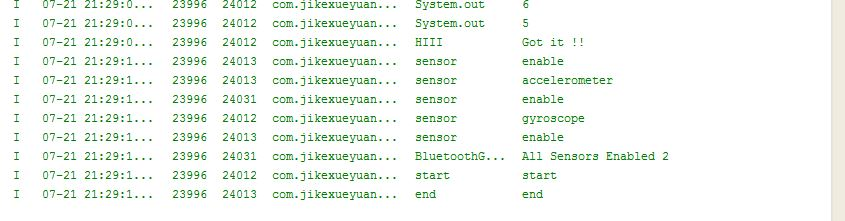 I 07-21 21:29:0... 23996 24012 com.jikexueyuan... System.out 6
I 07-21 21:29:0... 23996 24012 com.jikexueyuan... System.out 5
I 07-21 21:29:0... 23996 24012 com.jikexueyuan... HIII Got it !!
I 07-21 21:29:1... 23996 24013 com.jikexueyuan... sensor enable
I 07-21 21:29:1... 23996 24013 com.jikexueyuan... sensor accelerometer
I 07-21 21:29:1... 23996 24031 com.jikexueyuan... sensor enable
I 07-21 21:29:1... 23996 24012 com.jikexueyuan... sensor gyroscope
I 07-21 21:29:1... 23996 24013 com.jikexueyuan... sensor enable
I 07-21 21:29:1... 23996 24031 com.jikexueyuan... BluetoothG... All Sensors Enabled 2
I 07-21 21:29:1... 23996 24012 com.jikexueyuan... start start
I 07-21 21:29:1... 23996 24013 com.jikexueyuan... end end